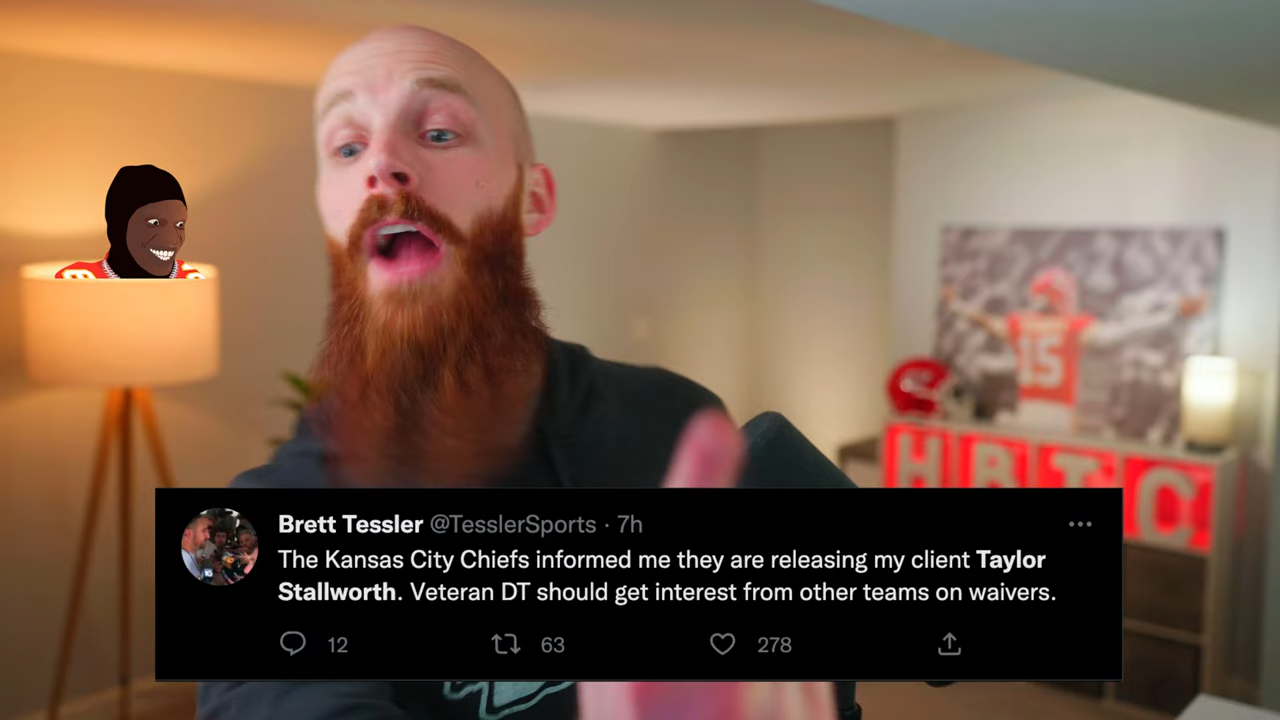 15
HBTC
Brett Tessler @TesslerSports · 7h
The Kansas City Chiefs informed me they are releasing my client Taylor
Stallworth. Veteran DT should get interest from other teams on waivers.
12 63 278